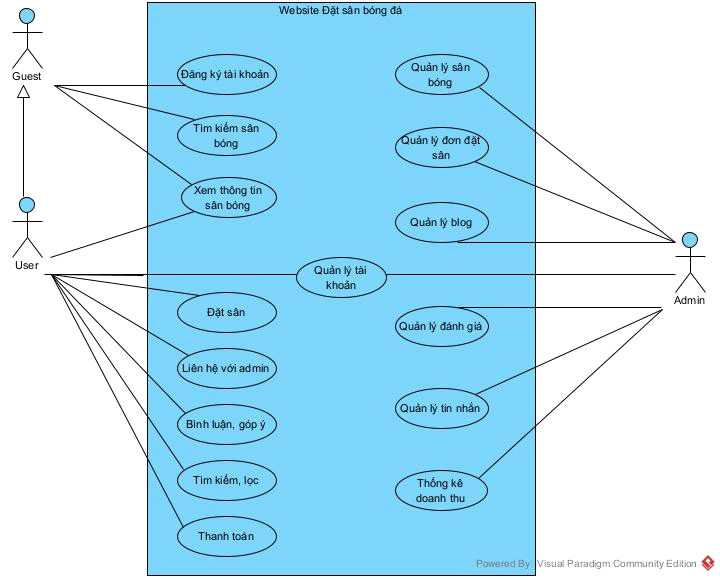 Website Đặt sân bóng đá
Guest
User
Admin
Đăng ký tài khoản
Tìm kiếm sân
bóng
Xem thông tin
sân bóng
Quản lý tài
khoản
Đặt sân
Liên hệ với admin
Bình luận, góp ý
Tìm kiếm, lọc
Thanh toán
Quản lý sân
bóng
Quản lý đơn đặt
sân
Quản lý blog
Quản lý đánh giá
Quản lý tin nhắn
Thống kê
doanh thu
Powered By: Visual Paradigm Community Edition